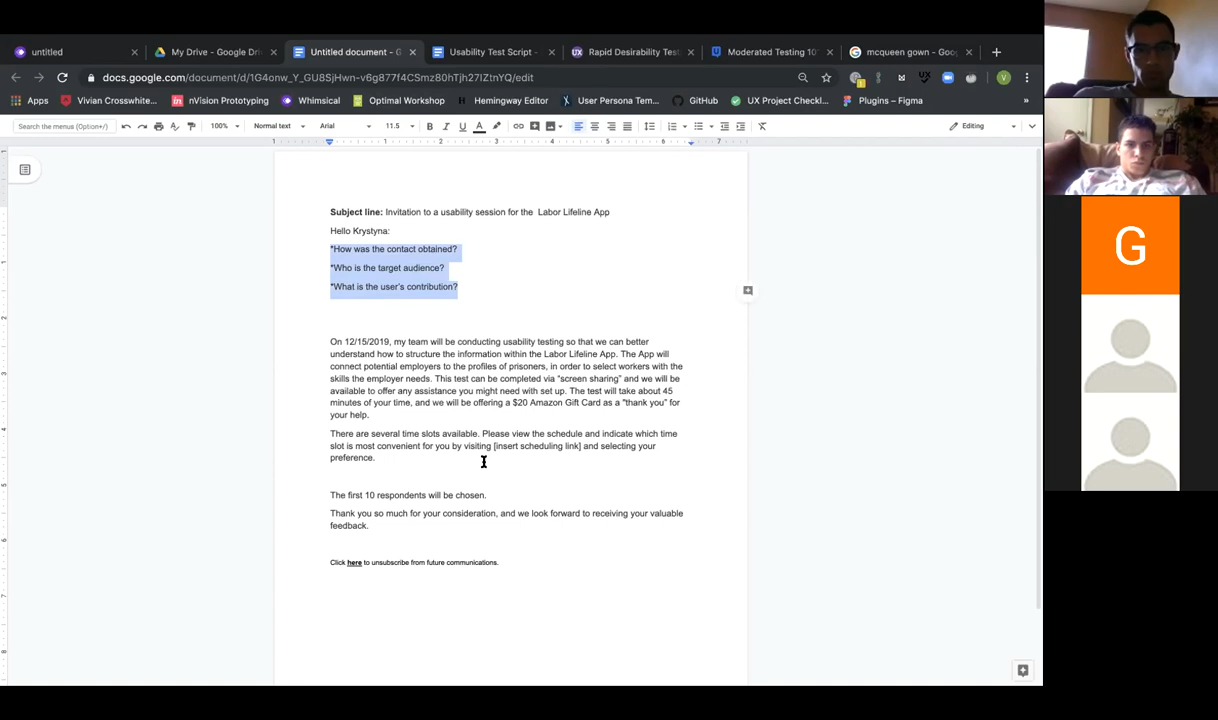 untitled
My Drive - Google Dr
Untitled document - G
Usability Test Script -
Rapid Desirability Test
Moderated Testing 10
mcqueen gown - Goog
docs.google.com/document/d/1G4onw_Y_GU8SjHwn-v6g877f4CSmz80hTjh27IZtnYQ/edit
V
Apps
Vivian Crosswhite...
nVision Prototyping
Whimsical
Optimal Workshop
Hemingway Editor
User Persona Tem...
GitHub
UX Project Checkl...
Plugins – Figma
»
Search the menus (Option+/)
100%
Normal text
Arial
11.5
B I U A
Editing
1 1 2 3 4 5 6 7
Subject line: Invitation to a usability session for the Labor Lifeline App
Hello Krystyna:
*How was the contact obtained?
*Who is the target audience?
*What is the user's contribution?
On 12/15/2019, my team will be conducting usability testing so that we can better
understand how to structure the information within the Labor Lifeline App. The App will
connect potential employers to the profiles of prisoners, in order to select workers with the
skills the employer needs. This test can be completed via "screen sharing" and we will be
available to offer any assistance you might need with set up. The test will take about 45
minutes of your time, and we will be offering a $20 Amazon Gift Card as a "thank you" for
your help.
There are several time slots available. Please view the schedule and indicate which time
slot is most convenient for you by visiting [insert scheduling link] and selecting your
preference.
The first 10 respondents will be chosen.
Thank you so much for your consideration, and we look forward to receiving your valuable
feedback.
Click here to unsubscribe from future communications.
G